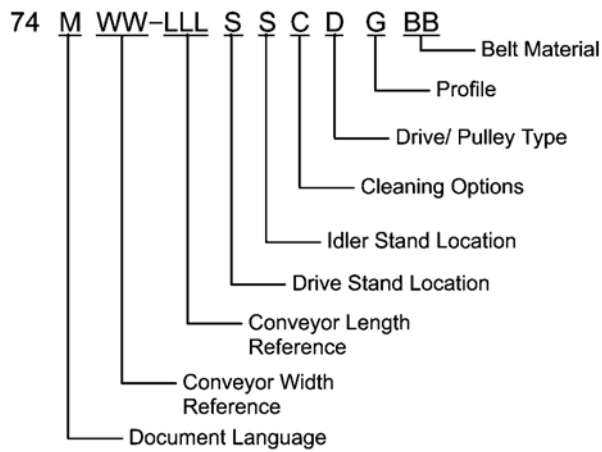 74 M WW-LLL S S C D G BB
Belt Material
Profile
Drive/ Pulley Type
Cleaning Options
Idler Stand Location
Drive Stand Location
Conveyor Length
Reference
Conveyor Width
Reference
Document Language